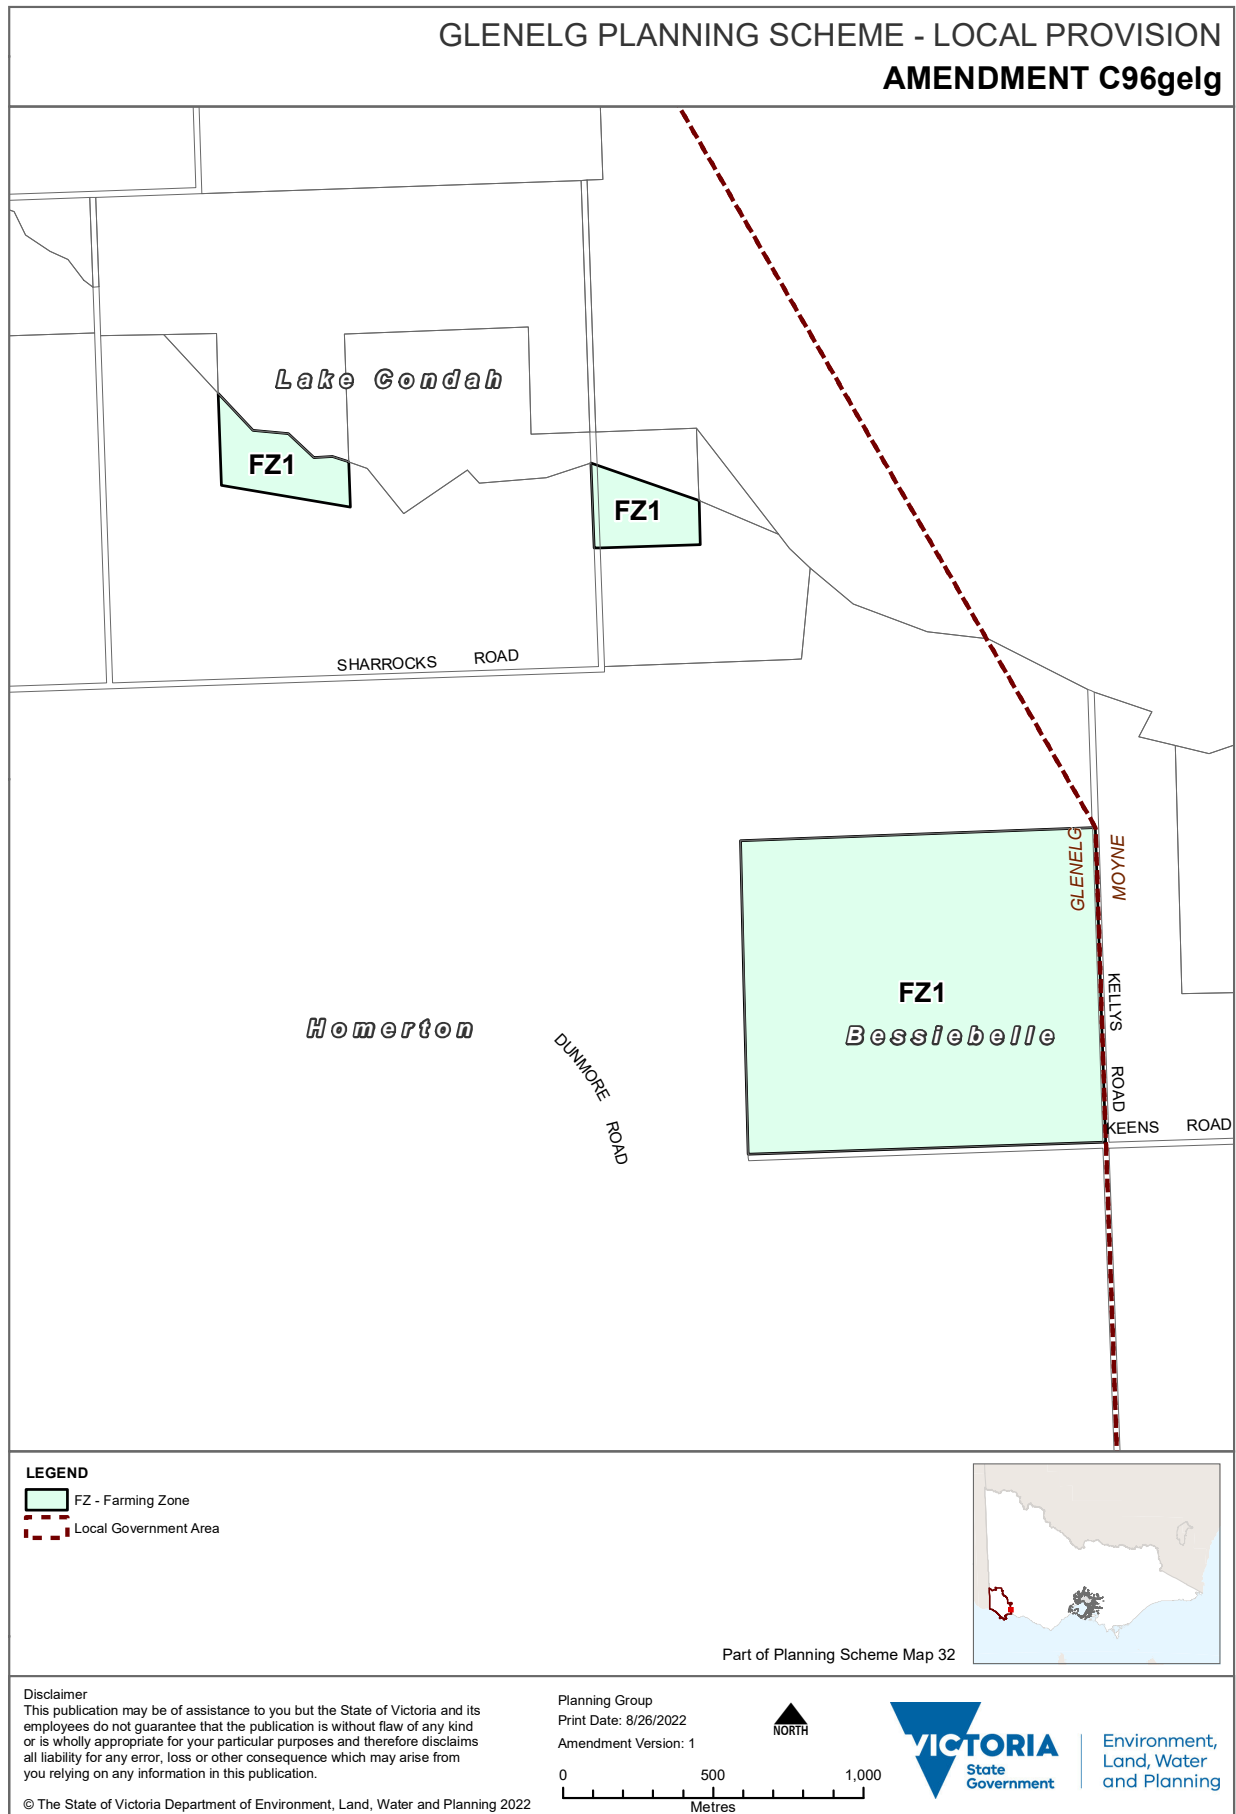 GLENELG PLANNING SCHEME - LOCAL PROVISION
AMENDMENT C96gelg
Lake Condah
FZ1
FZ1
SHARROCKS ROAD
GLENELG
MOYNE
FZ1
KELLYS ROAD
Homerton
Bessiebelle
DUNMORE ROAD
KEENS ROAD
LEGEND
FZ - Farming Zone
Local Government Area
Part of Planning Scheme Map 32
Disclaimer
This publication may be of assistance to you but the State of Victoria and its
employees do not guarantee that the publication is without flaw of any kind
or is wholly appropriate for your particular purposes and therefore disclaims
all liability for any error, loss or other consequence which may arise from
you relying on any information in this publication.
© The State of Victoria Department of Environment, Land, Water and Planning 2022
Planning Group
Print Date: 8/26/2022
Amendment Version: 1
NORTH
0 500 1,000
Metres
VICTORIA
State
Government
Environment,
Land, Water
and Planning